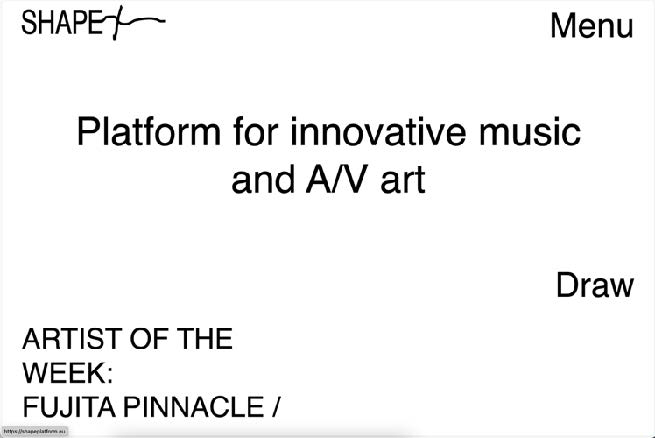 SHAPE+
Menu
Platform for innovative music
and A/V art
Draw
ARTIST OF THE
WEEK:
FUJITA PINNACLE /
https://shapeplatform.eu